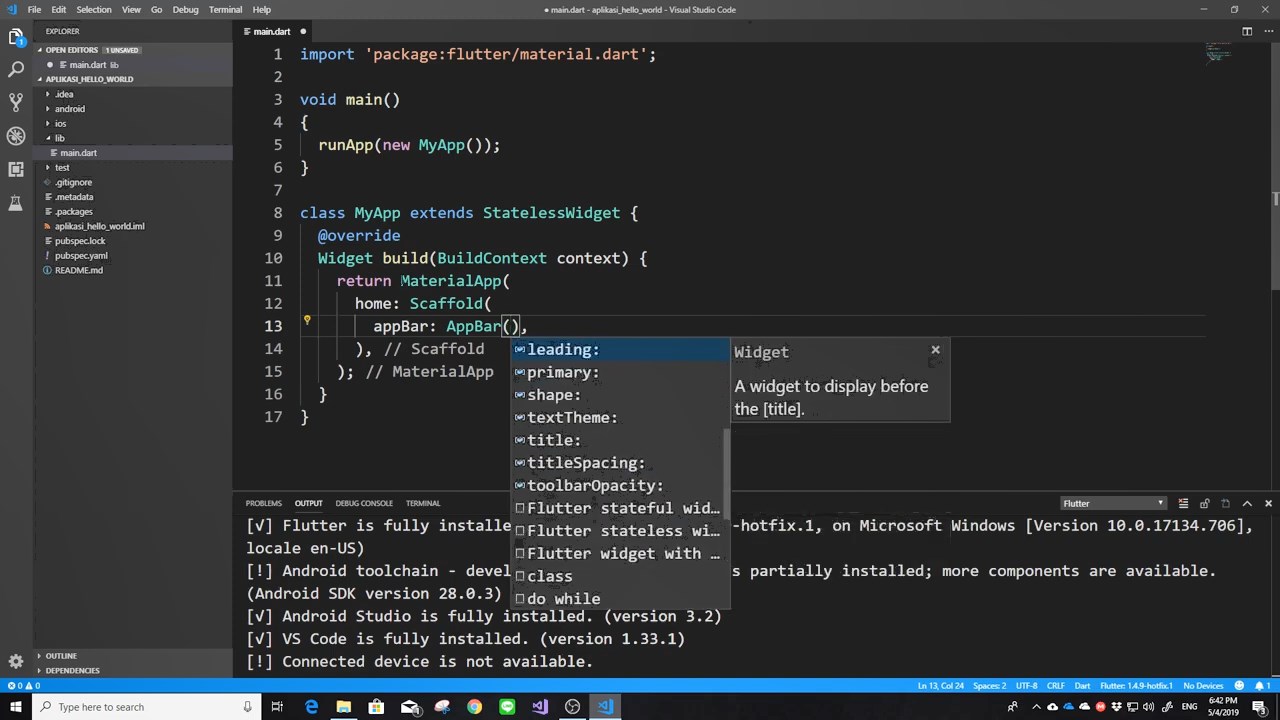 File Edit Selection View Go Debug Terminal Help
● main.dart - aplikasi_hello_world - Visual Studio Code
EXPLORER
OPEN EDITORS 1 UNSAVED
main.dart lib
APLIKASI_HELLO_WORLD
.idea
android
ios
lib
main.dart
test
.gitignore
.metadata
.packages
aplikasi_hello_world.iml
pubspec.lock
pubspec.yaml
README.md
OUTLINE
DEPENDENCIES
main.dart
1 import 'package:flutter/material.dart';
2
3 void main()
4 {
5 runApp(new MyApp());
6 }
7
8 class MyApp extends StatelessWidget {
9 @override
10 Widget build(BuildContext context) {
11 return MaterialApp(
12 home: Scaffold(
13 appBar: AppBar(),
14 ), // Scaffold
15 ); // MaterialApp
16 }
17 }
leading:
primary:
shape:
textTheme:
title:
titleSpacing:
toolbarOpacity:
Flutter stateful wid…
Flutter stateless wi…
Flutter widget with …
class
do while
Widget
A widget to display before
the [title].
PROBLEMS OUTPUT DEBUG CONSOLE TERMINAL
Flutter
[√] Flutter is fully installe -hotfix.1, on Microsoft Windows [Version 10.0.17134.706],
locale en-US)
[!] Android toolchain - devel s partially installed; more components are available.
(Android SDK version 28.0.3)
[√] Android Studio is fully installed. (version 3.2)
[√] VS Code is fully installed. (version 1.33.1)
[!] Connected device is not available.
0 0
Ln 13, Col 24 Spaces: 2 UTF-8 CRLF Dart Flutter: 1.4.9-hotfix.1 No Devices 1
Type here to search
6:42 PM
5/4/2019